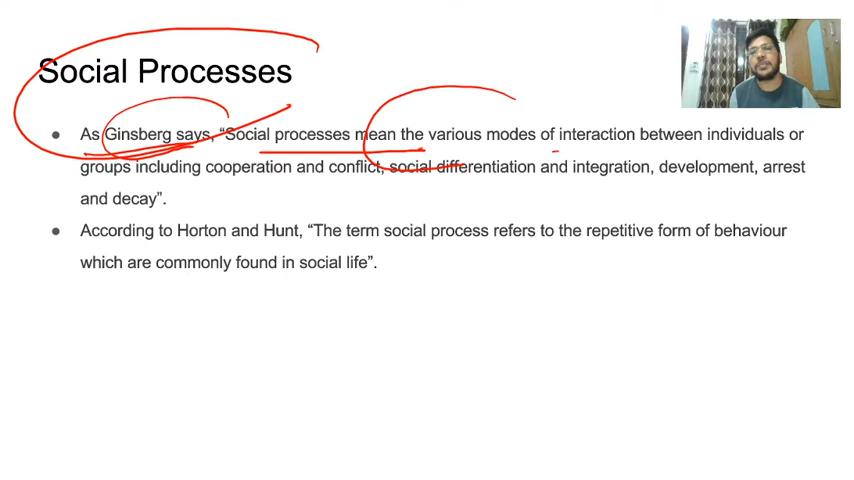 Social Processes
● As Ginsberg says, “Social processes mean the various modes of interaction between individuals or
groups including cooperation and conflict, social differentiation and integration, development, arrest
and decay”.
● According to Horton and Hunt, “The term social process refers to the repetitive form of behaviour
which are commonly found in social life”.